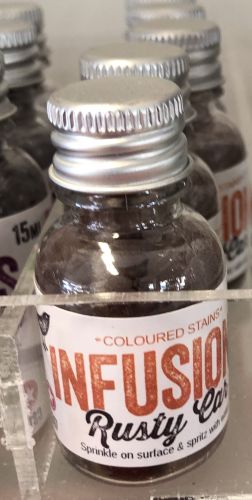 15ML
COLOURED STAINS
INFUSION
Rusty Car
Sprinkle on surface & spritz with